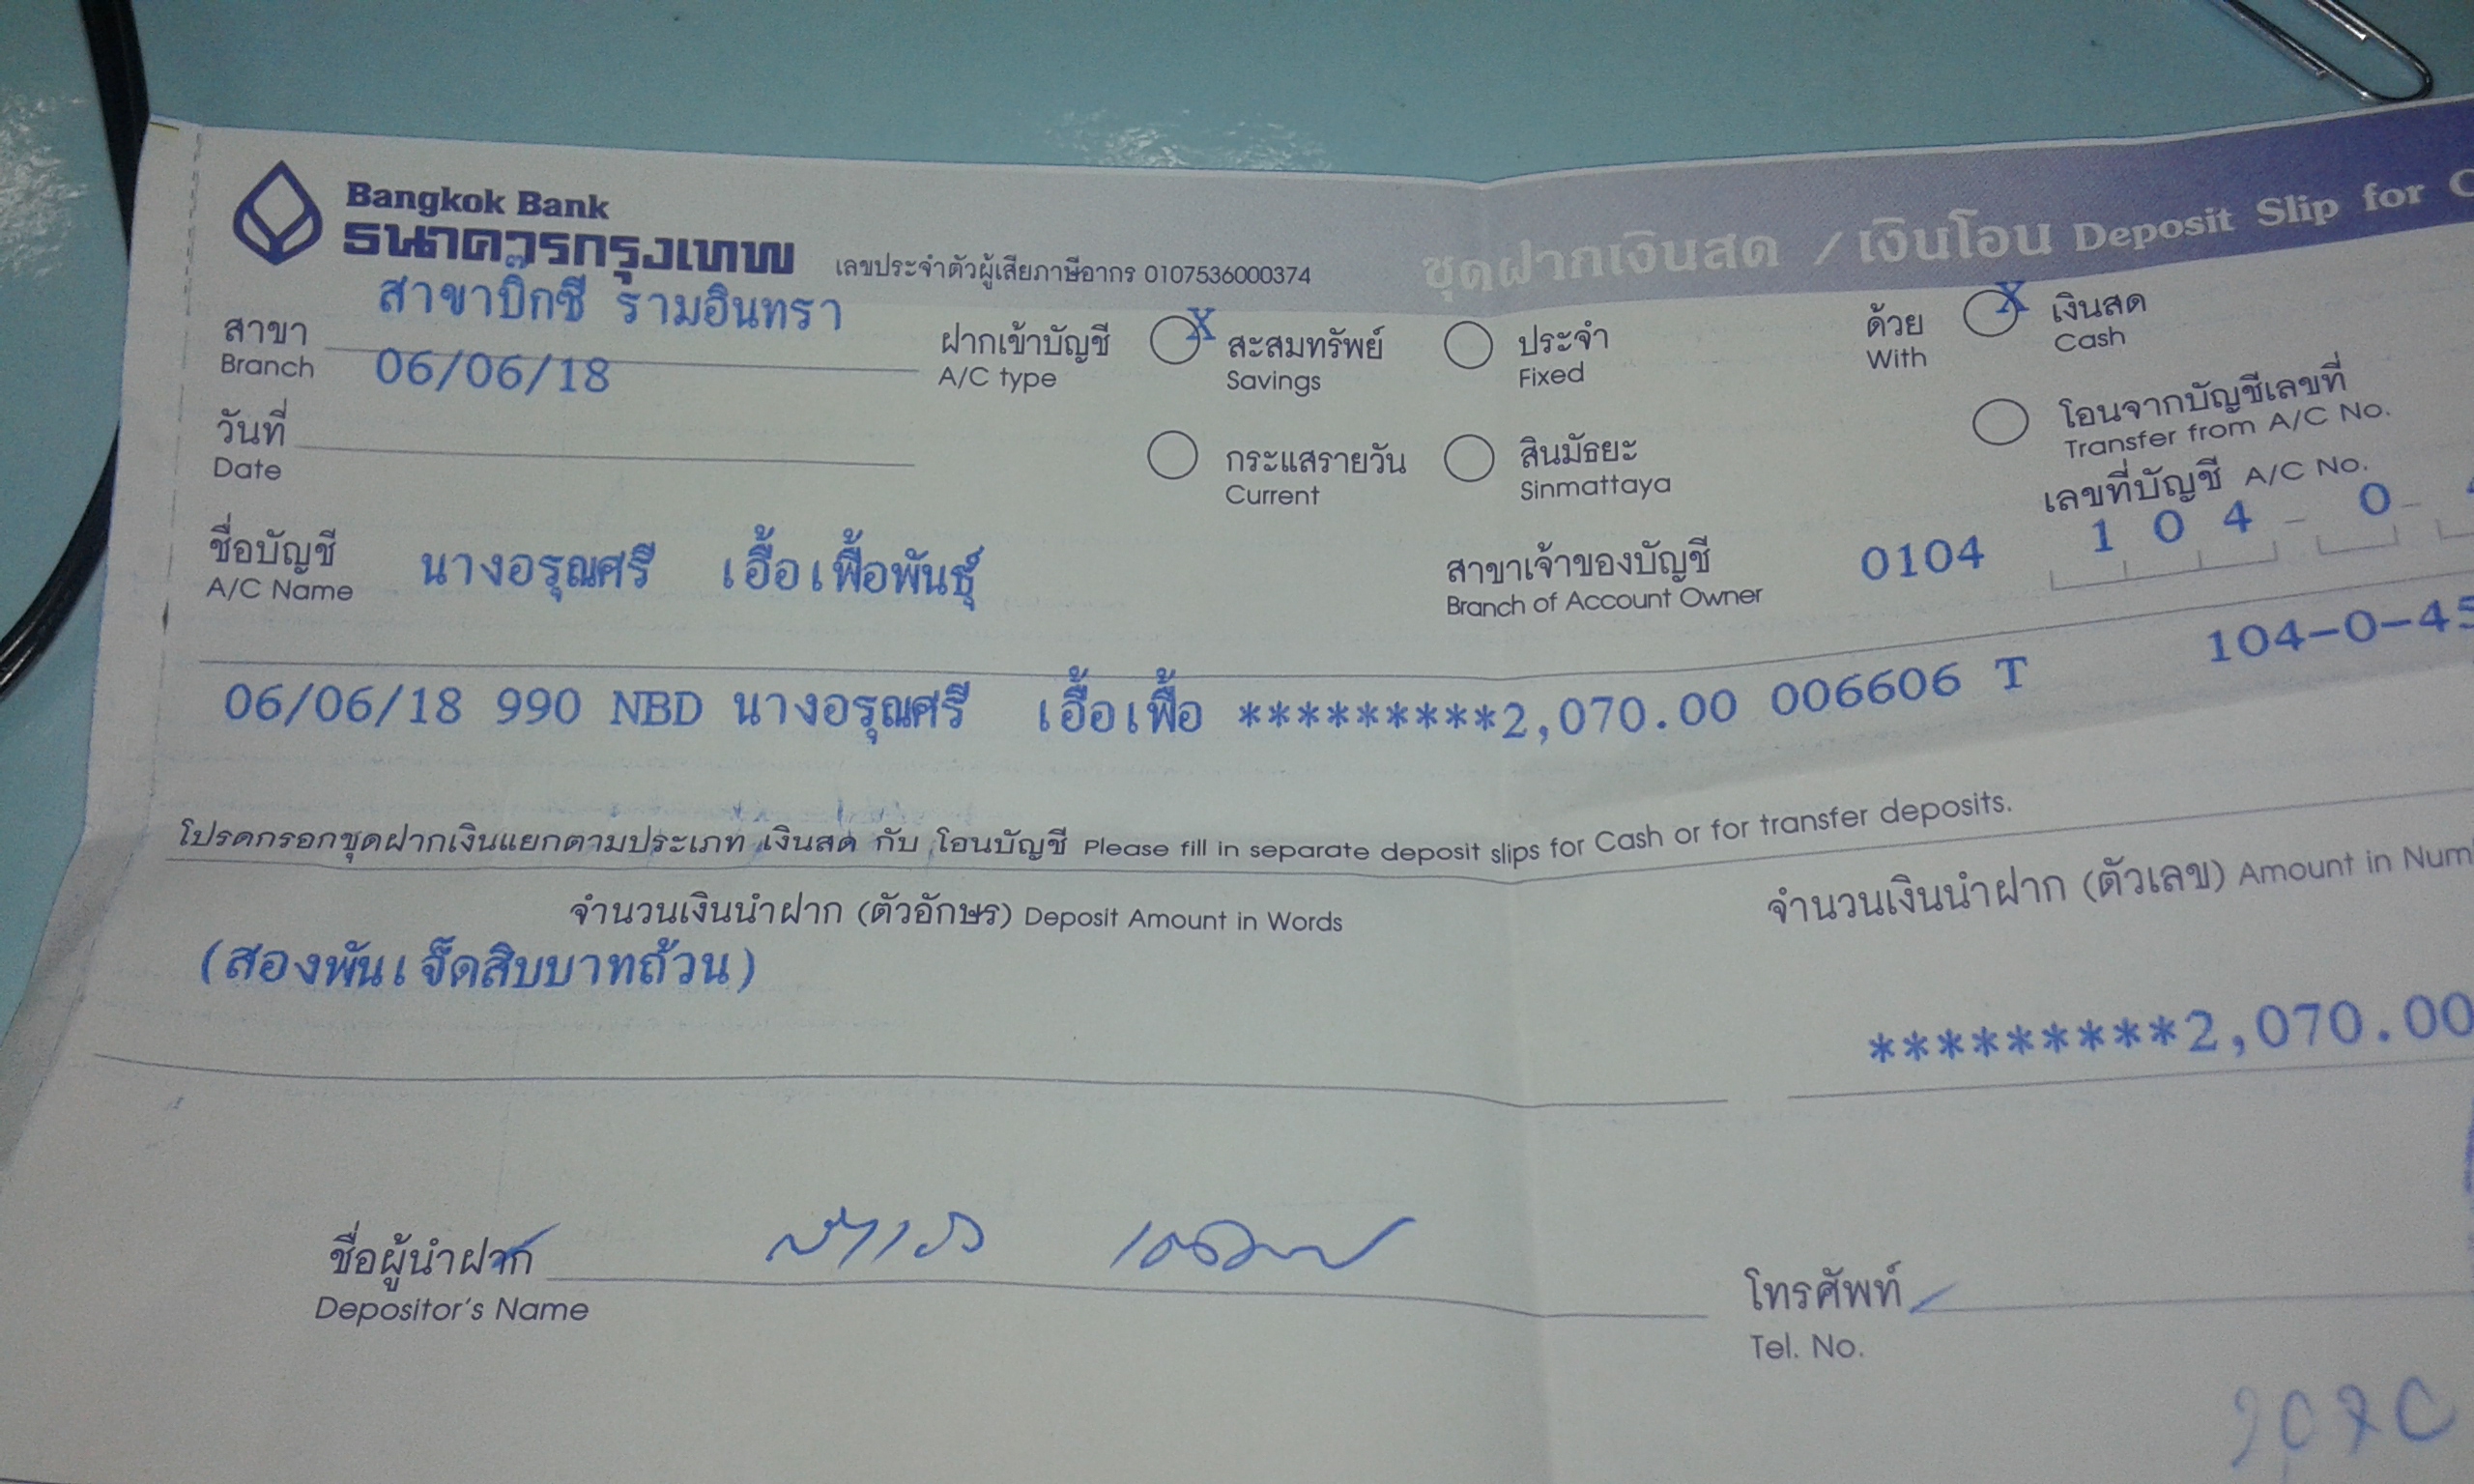 Bangkok Bank
ธนาคารกรุงเทพ
เลขประจำตัวผู้เสียภาษีอากร 0107536000374
ชุดฝากเงินสด / เงินโอน Deposit Slip for
สาขา สาขาบิ๊กซี รามอินทรา
Branch
06/06/18
วันที่
Date
ฝากเข้าบัญชี X สะสมทรัพย์ ประจำ
A/C type Savings Fixed
กระแสรายวัน สินมัธยะ
Current Sinmattaya
ด้วย X เงินสด
With Cash
โอนจากบัญชีเลขที่
Transfer from A/C No.
เลขที่บัญชี A/C No.
ชื่อบัญชี นางอรุณศรี เอื้อเฟื้อพันธุ์
A/C Name
สาขาเจ้าของบัญชี 0104 104-0-
Branch of Account Owner
06/06/18 990 NBD นางอรุณศรี เอื้อเฟื้อ *********2,070.00 006606 T 104-0-45
โปรดกรอกชุดฝากเงินแยกตามประเภท เงินสด กับ โอนบัญชี Please fill in separate deposit slips for Cash or for transfer deposits.
จำนวนเงินนำฝาก (ตัวอักษร) Deposit Amount in Words
จำนวนเงินนำฝาก (ตัวเลข) Amount in
(สองพันเจ็ดสิบบาทถ้วน)
*********2,070.00
ชื่อผู้นำฝาก
Depositor's Name
โทรศัพท์
Tel. No.